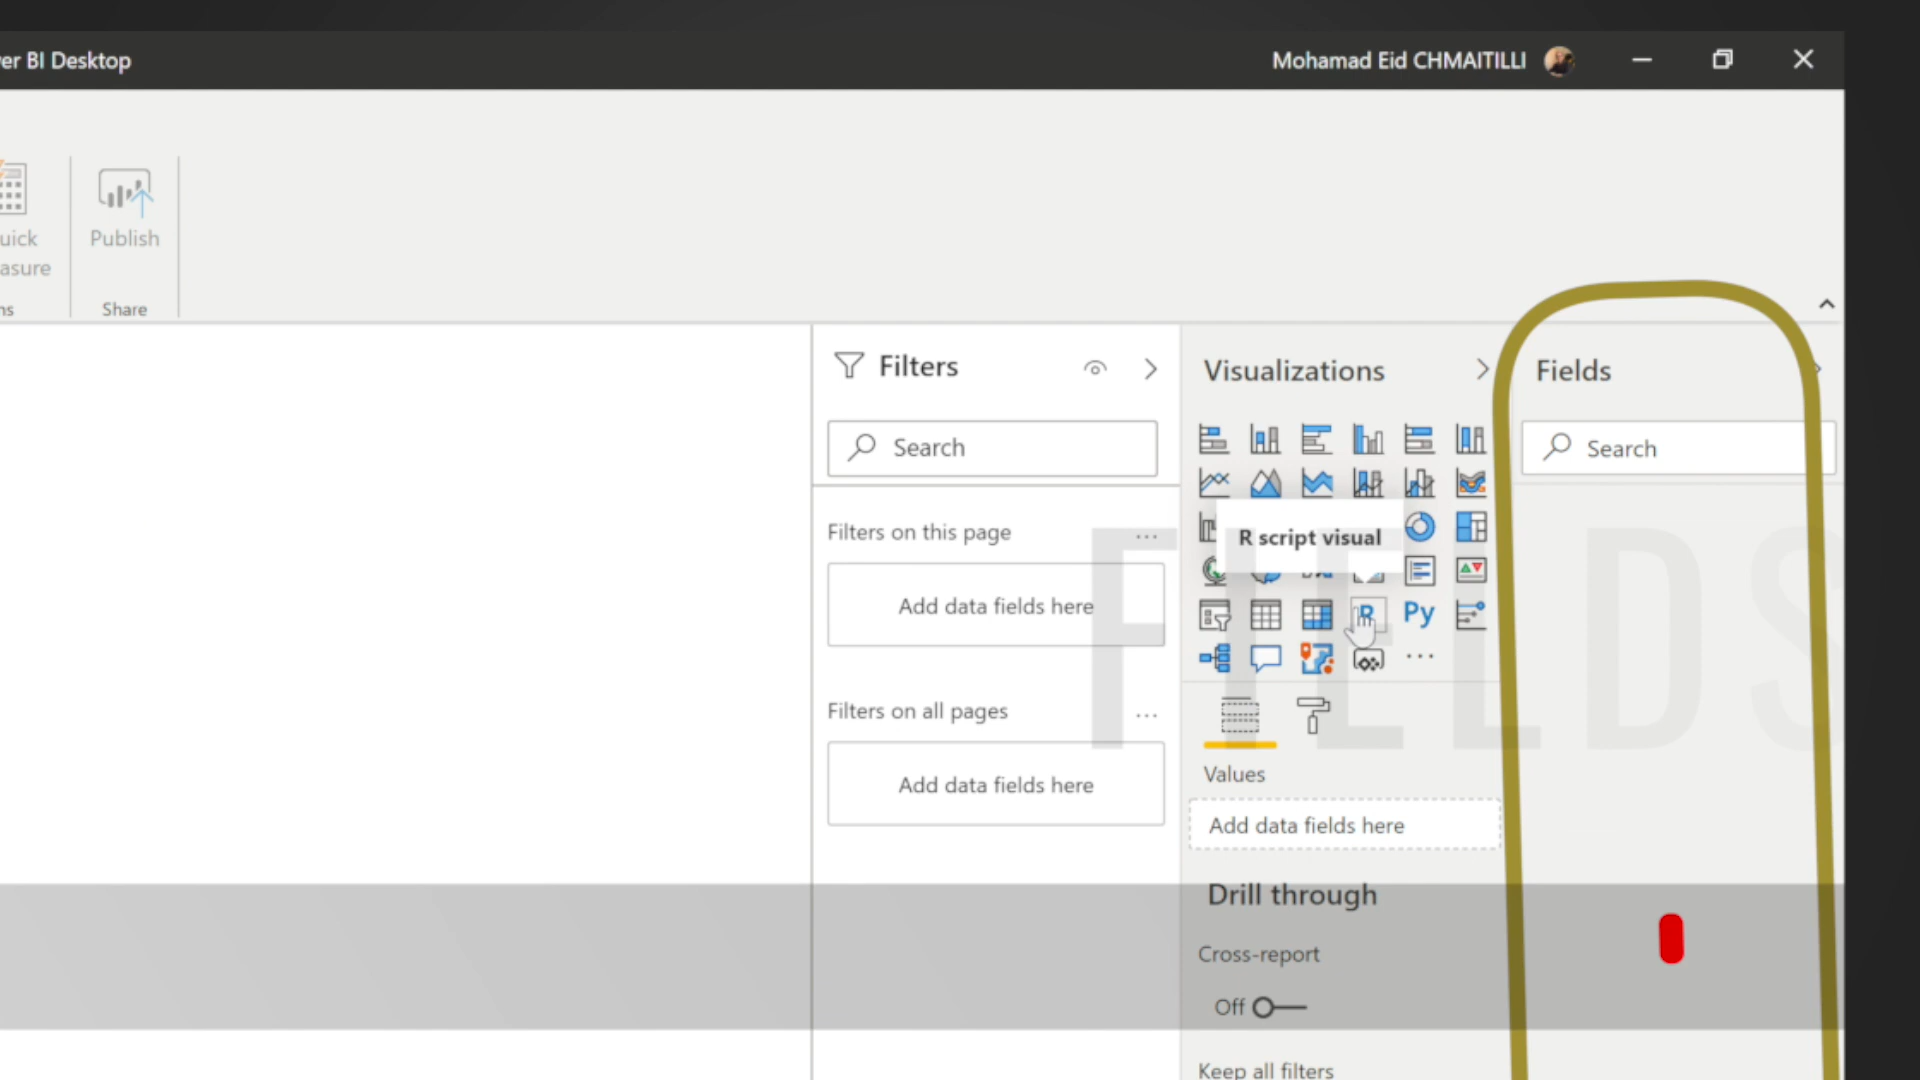 er BI Desktop
Mohamad Eid CHMAITILLI
uick
asure
Publish
ns
Share
Filters
Search
Filters on this page
Add data fields here
Filters on all pages
Add data fields here
Visualizations
R script visual
R
Py
Values
Add data fields here
Drill through
Cross-report
Off
Keep all filters
Fields
Search
FIELDS